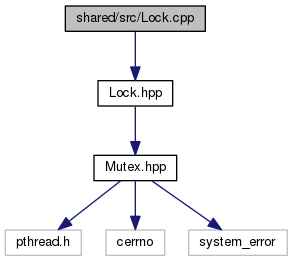 shared/src/Lock.cpp
Lock.hpp
Mutex.hpp
pthread.h
cerrno
system_error